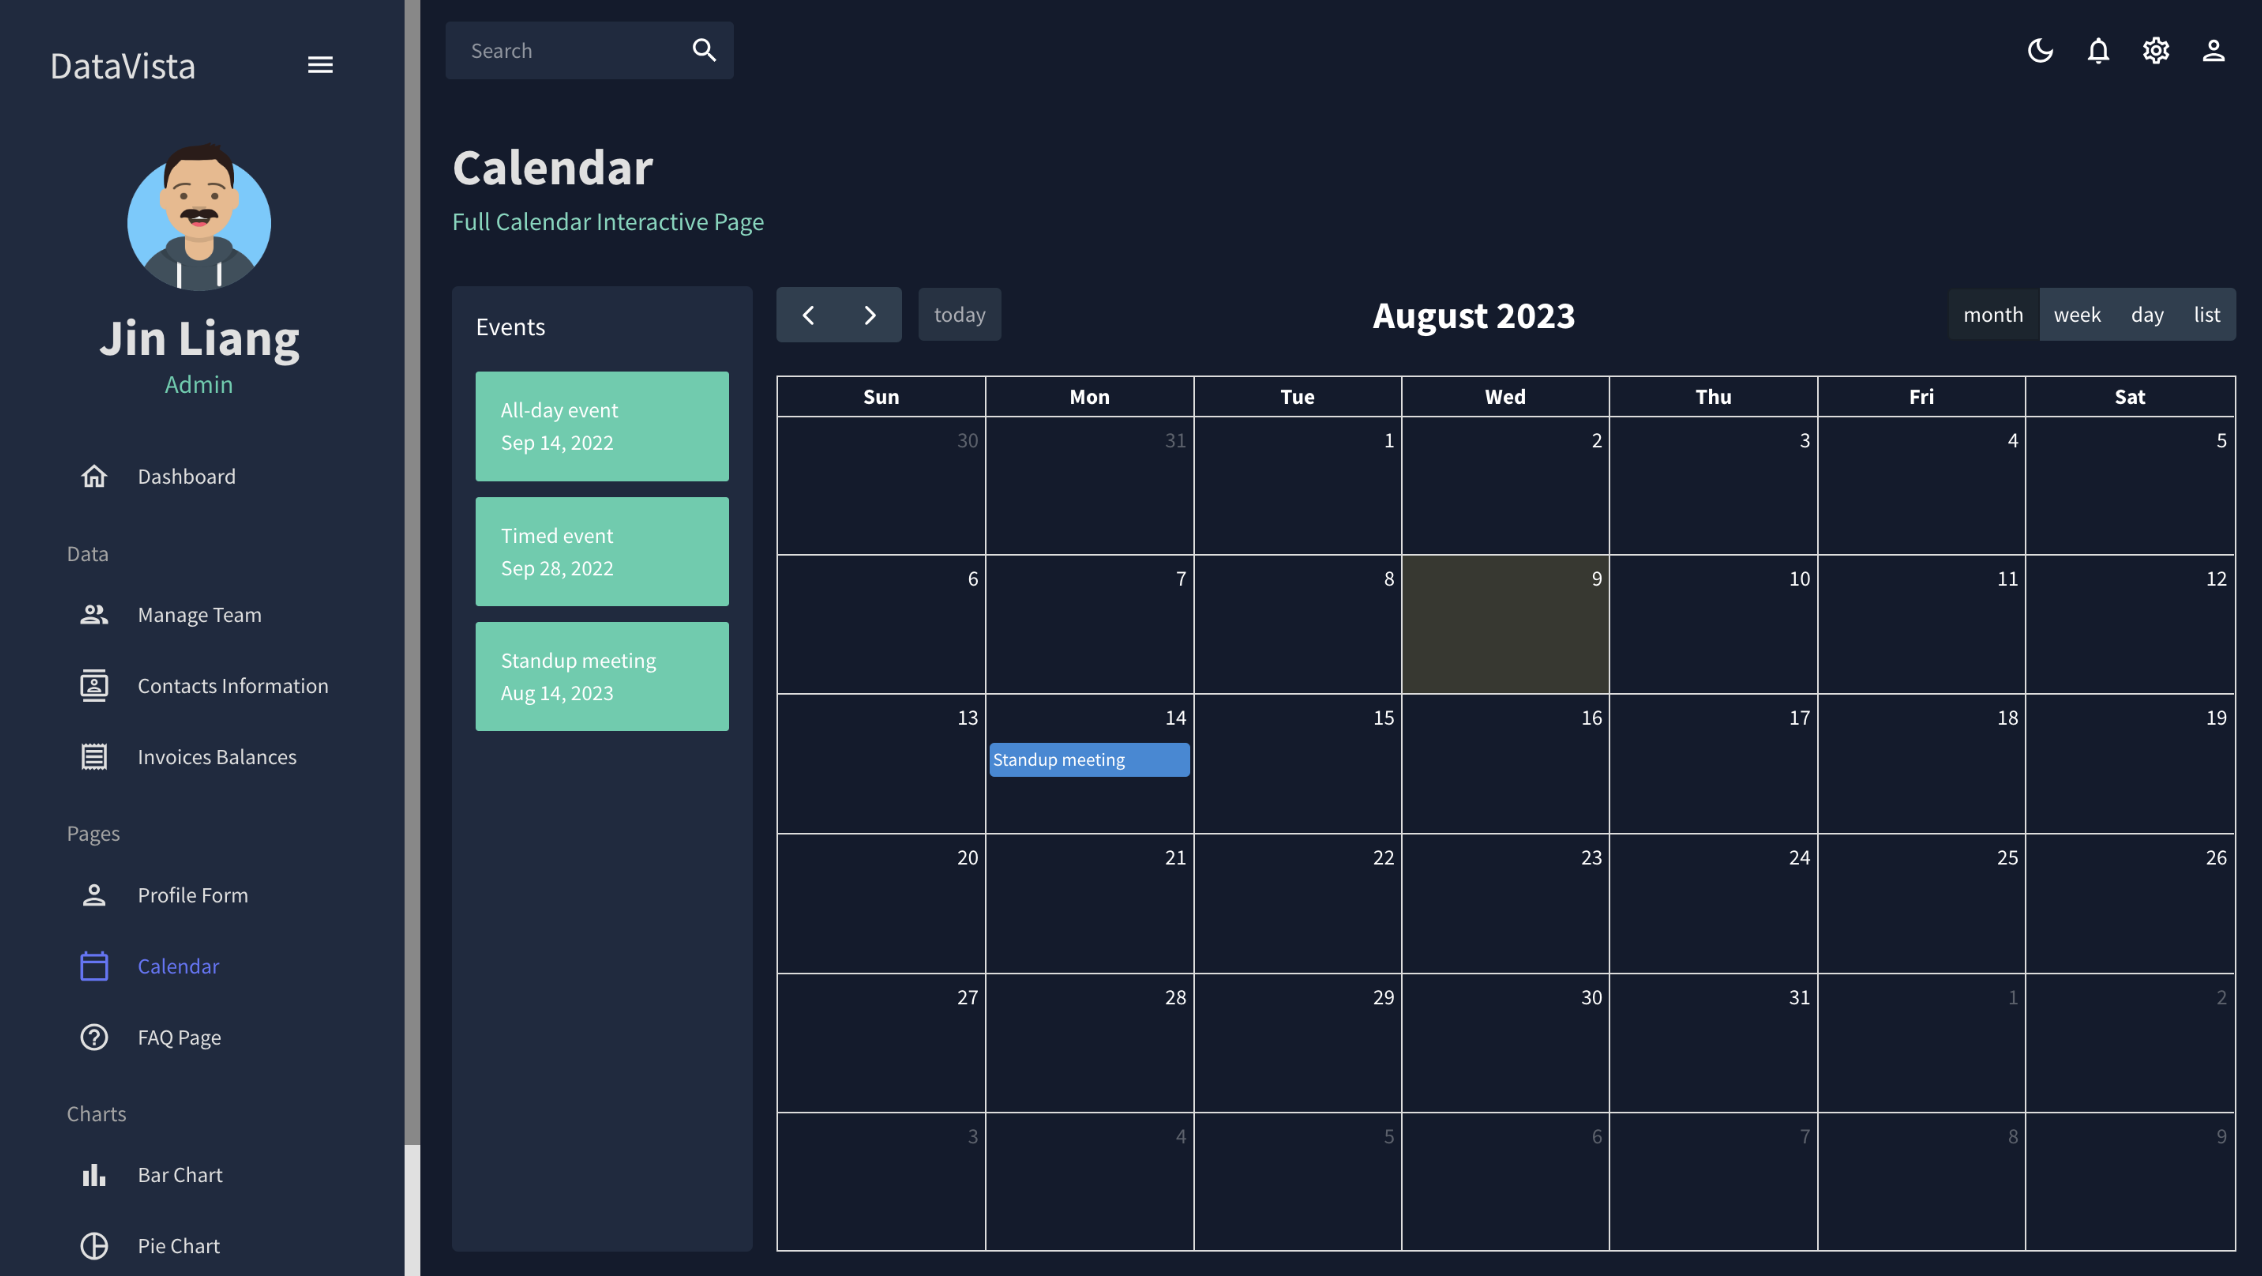 DataVista
Search
Jin Liang
Admin
Dashboard
Data
Manage Team
Contacts Information
Invoices Balances
Pages
Profile Form
Calendar
FAQ Page
Charts
Bar Chart
Pie Chart
Calendar
Full Calendar Interactive Page
Events
All-day event
Sep 14, 2022
Timed event
Sep 28, 2022
Standup meeting
Aug 14, 2023
today
August 2023
month week day list
Sun Mon Tue Wed Thu Fri Sat
30 31 1 2 3 4 5
6 7 8 9 10 11 12
13 14 15 16 17 18 19
Standup meeting
20 21 22 23 24 25 26
27 28 29 30 31 1 2
3 4 5 6 7 8 9